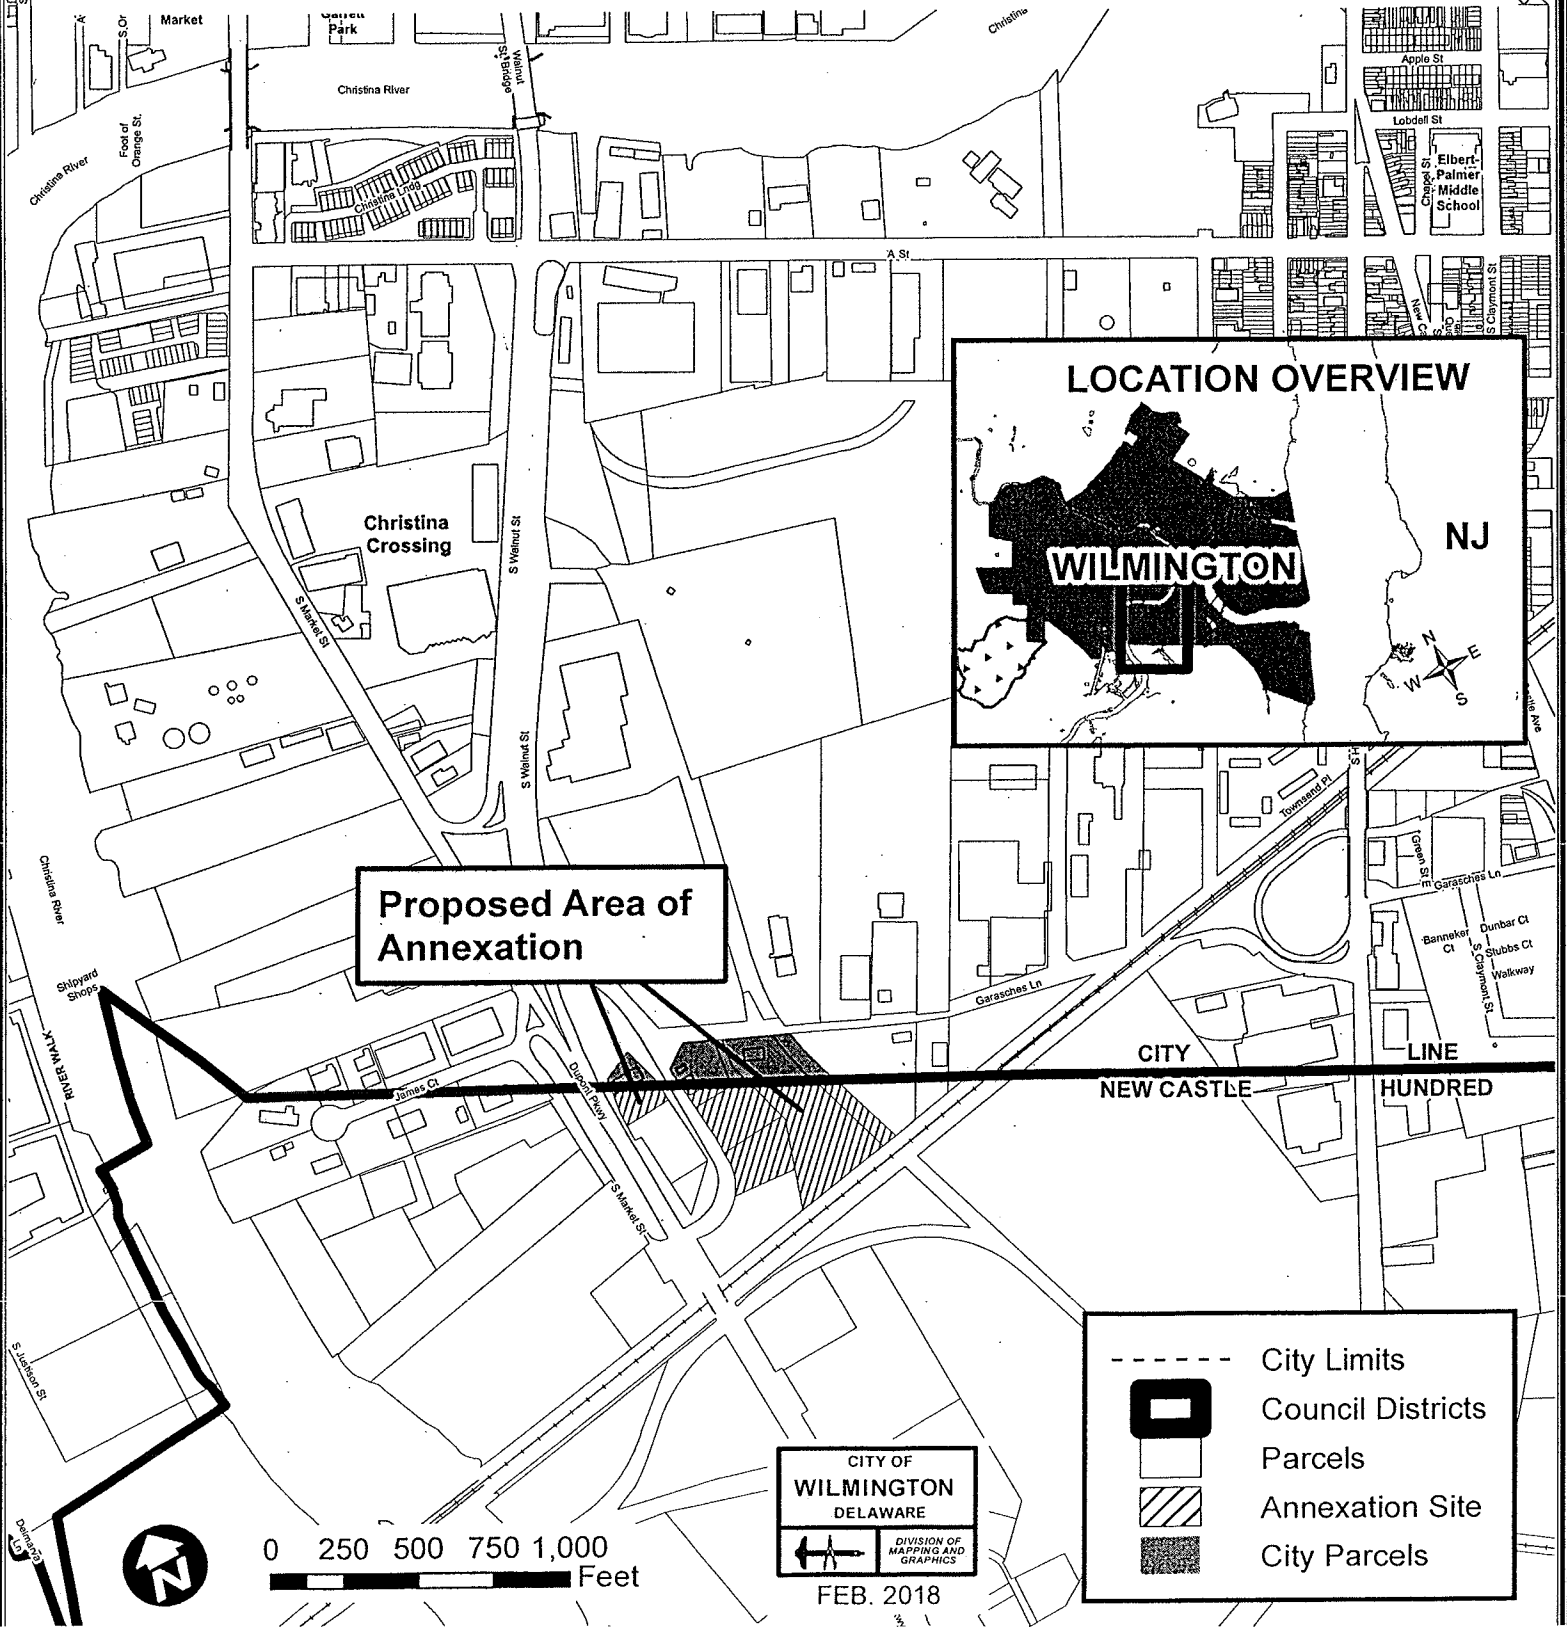 Market
Garrett
Park
S. Or
Walnut
St. Bridge
Christina
Apple St
Christina River
Lobdell St
Foot of
Orange St.
Christina River
Christina Lndg
Chapel St
Elbert-
Palmer
Middle
School
A St
S Claymont St
LOCATION OVERVIEW
NJ
WILMINGTON
N
E
W
S
Christina
Crossing
S Walnut St
S Market St
S Walnut St
Townsend Pl
Green St
Garasches Ln
Christina River
Proposed Area of
Annexation
Banneker
Ct
Dunbar Ct
Stubbs Ct
S Claymont St.
Walkway
Shipyard
Shops
Garasches Ln
RIVER WALK
James Ct
Dupont Pkwy
CITY
LINE
NEW CASTLE
HUNDRED
S Market St
S Justison St
Delmarva
Ln
N
0 250 500 750 1,000
Feet
CITY OF
WILMINGTON
DELAWARE
DIVISION OF
MAPPING AND
GRAPHICS
FEB. 2018
City Limits
Council Districts
Parcels
Annexation Site
City Parcels